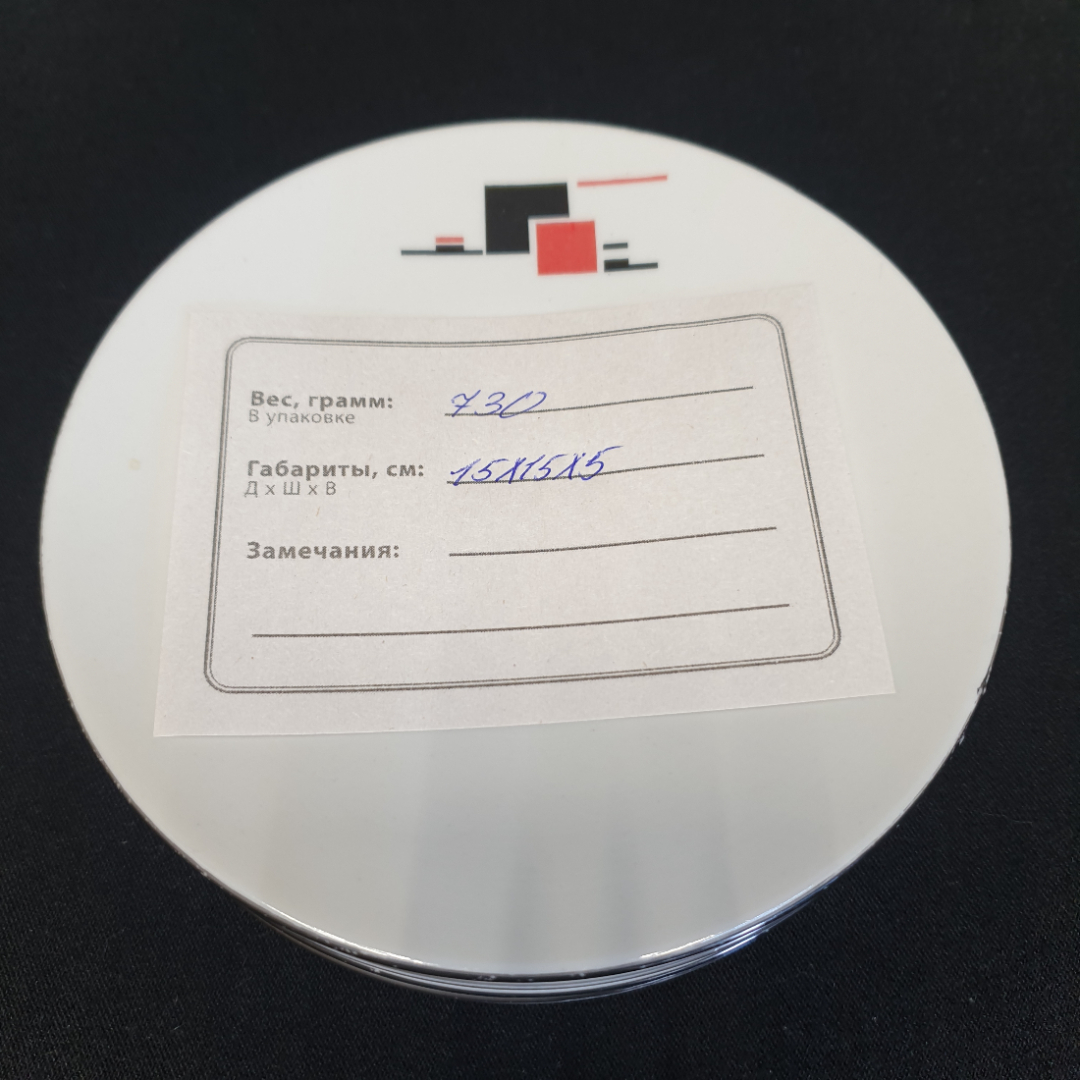 Вес, грамм: 730
В упаковке
Габариты, см: 15х15х5
Д х Ш х В
Замечания: